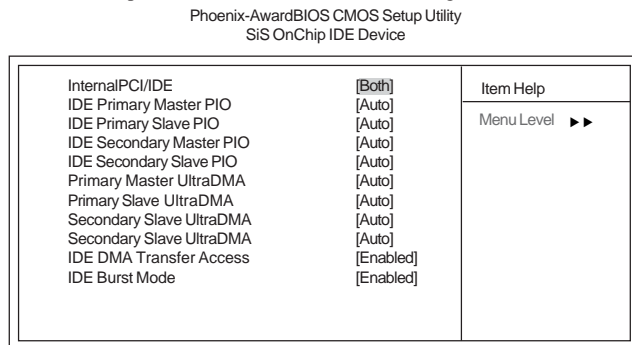 Phoenix-AwardBIOS CMOS Setup Utility
SiS OnChip IDE Device
InternalPCI/IDE [Both]
IDE Primary Master PIO [Auto]
IDE Primary Slave PIO [Auto]
IDE Secondary Master PIO [Auto]
IDE Secondary Slave PIO [Auto]
Primary Master UltraDMA [Auto]
Primary Slave UltraDMA [Auto]
Secondary Slave UltraDMA [Auto]
Secondary Slave UltraDMA [Auto]
IDE DMA Transfer Access [Enabled]
IDE Burst Mode [Enabled]
Item Help
Menu Level ▶▶